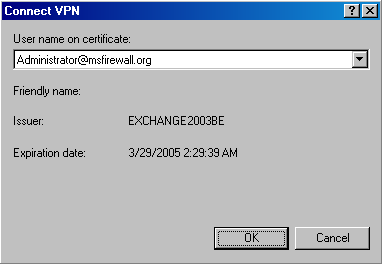 Connect VPN
User name on certificate:
Administrator@msfirewall.org
Friendly name:
Issuer: EXCHANGE2003BE
Expiration date: 3/29/2005 2:29:39 AM
OK Cancel